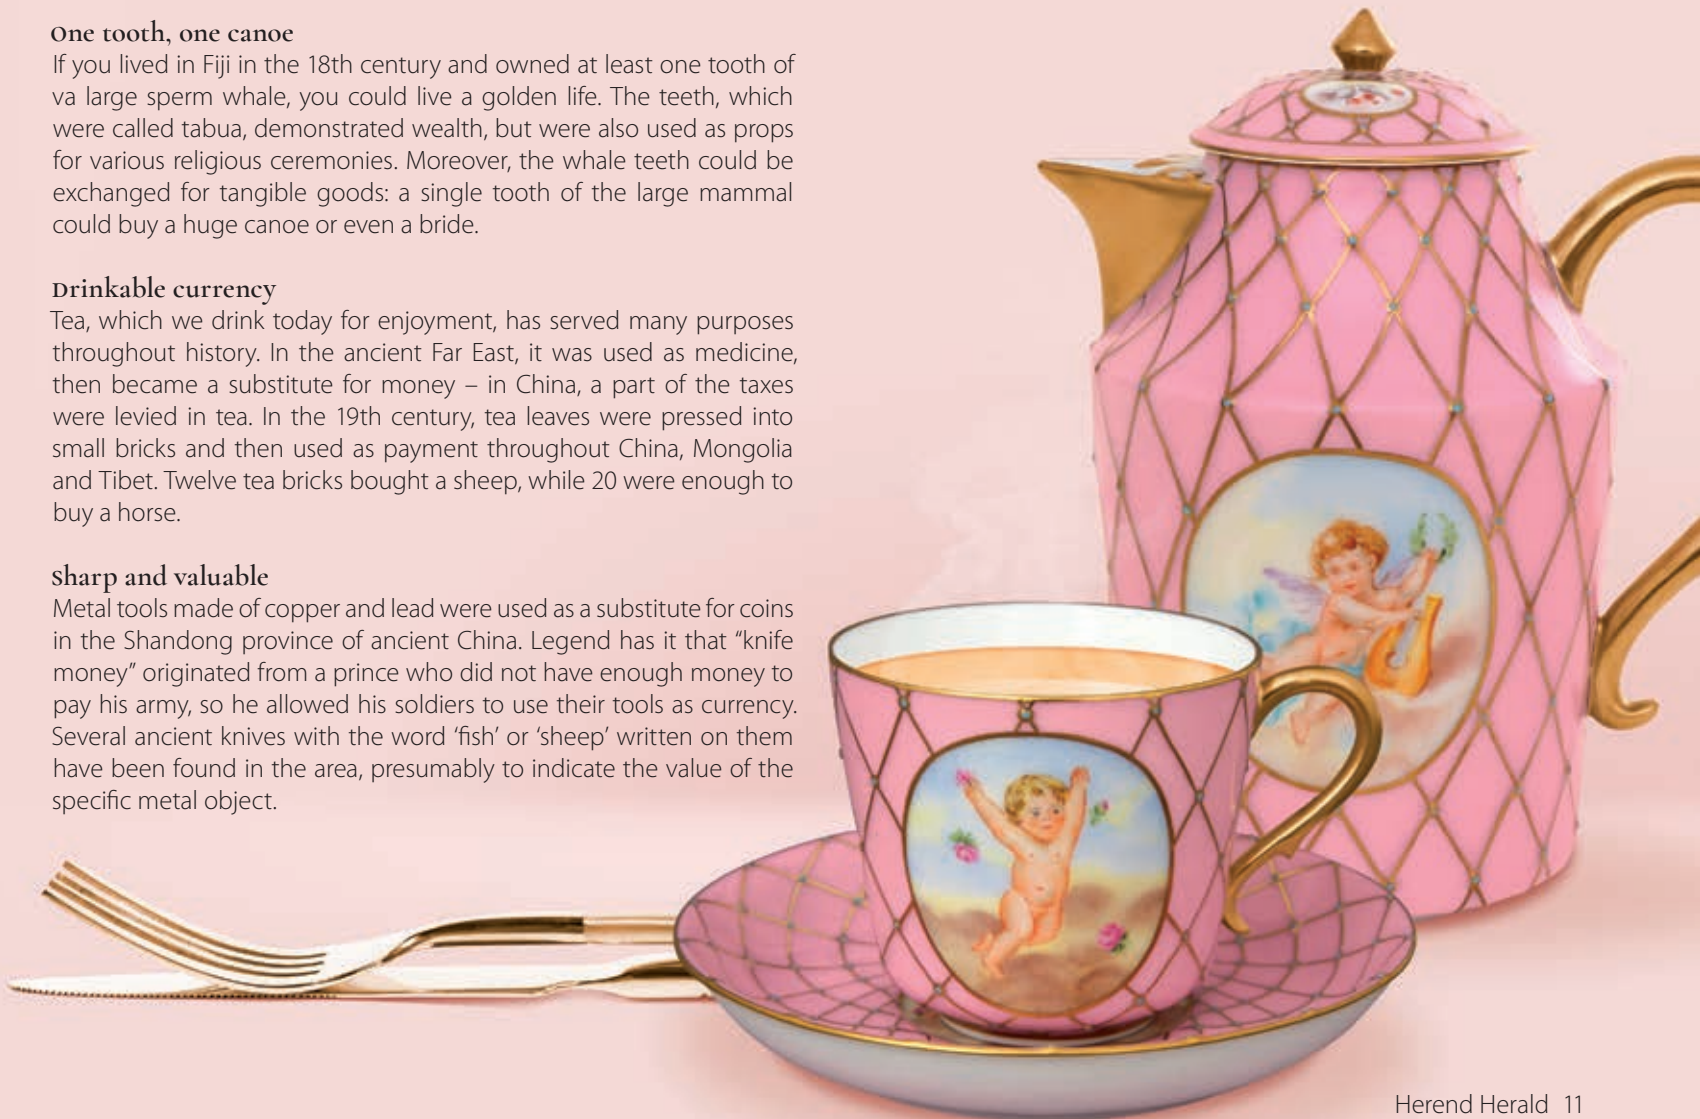 One tooth, one canoe
If you lived in Fiji in the 18th century and owned at least one tooth of
va large sperm whale, you could live a golden life. The teeth, which
were called tabua, demonstrated wealth, but were also used as props
for various religious ceremonies. Moreover, the whale teeth could be
exchanged for tangible goods: a single tooth of the large mammal
could buy a huge canoe or even a bride.
Drinkable currency
Tea, which we drink today for enjoyment, has served many purposes
throughout history. In the ancient Far East, it was used as medicine,
then became a substitute for money – in China, a part of the taxes
were levied in tea. In the 19th century, tea leaves were pressed into
small bricks and then used as payment throughout China, Mongolia
and Tibet. Twelve tea bricks bought a sheep, while 20 were enough to
buy a horse.
Sharp and valuable
Metal tools made of copper and lead were used as a substitute for coins
in the Shandong province of ancient China. Legend has it that “knife
money” originated from a prince who did not have enough money to
pay his army, so he allowed his soldiers to use their tools as currency.
Several ancient knives with the word ‘fish’ or ‘sheep’ written on them
have been found in the area, presumably to indicate the value of the
specific metal object.
Herend Herald 11